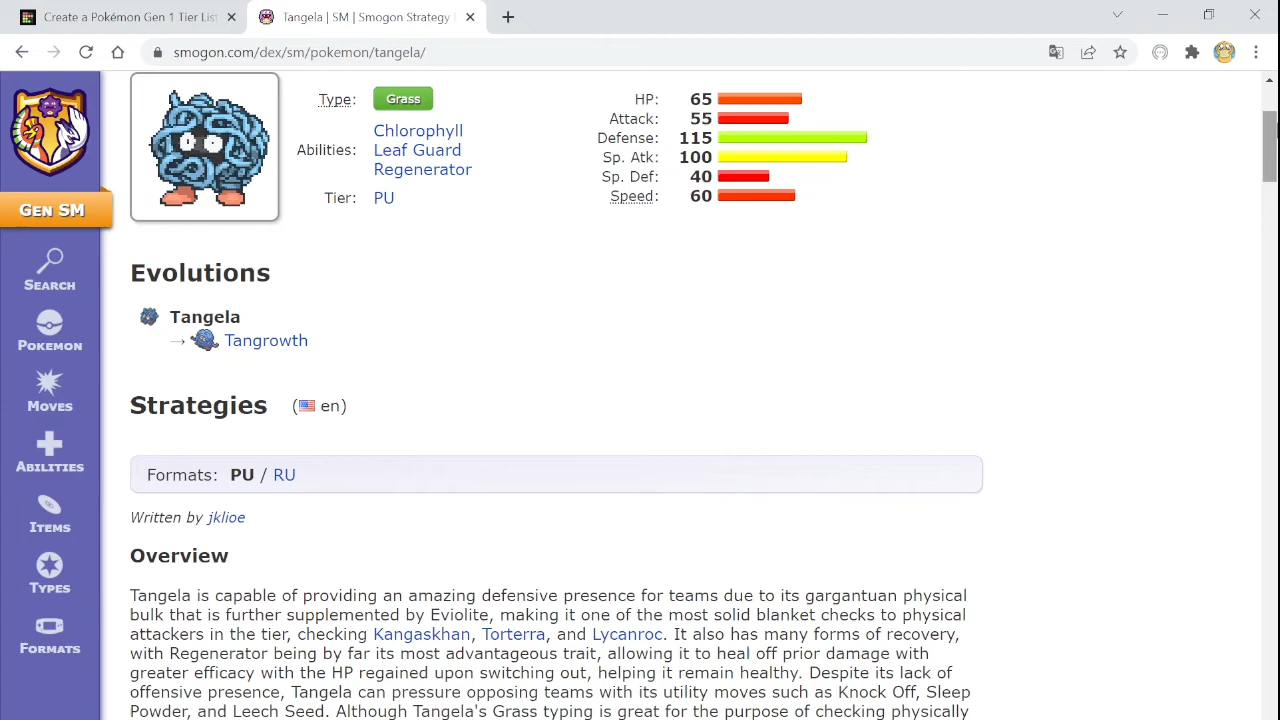 Create a Pokémon Gen 1 Tier List
Tangela | SM | Smogon Strategy
smogon.com/dex/sm/pokemon/tangela/
GEN SM
SEARCH
POKEMON
MOVES
ABILITIES
ITEMS
TYPES
FORMATS
Type: Grass
Abilities: Chlorophyll
Leaf Guard
Regenerator
Tier: PU
HP: 65
Attack: 55
Defense: 115
Sp. Atk: 100
Sp. Def: 40
Speed: 60
Evolutions
Tangela
→ Tangrowth
Strategies (en)
Formats: PU / RU
Written by jklioe
Overview
Tangela is capable of providing an amazing defensive presence for teams due to its gargantuan physical
bulk that is further supplemented by Eviolite, making it one of the most solid blanket checks to physical
attackers in the tier, checking Kangaskhan, Torterra, and Lycanroc. It also has many forms of recovery,
with Regenerator being by far its most advantageous trait, allowing it to heal off prior damage with
greater efficacy with the HP regained upon switching out, helping it remain healthy. Despite its lack of
offensive presence, Tangela can pressure opposing teams with its utility moves such as Knock Off, Sleep
Powder, and Leech Seed. Although Tangela's Grass typing is great for the purpose of checking physically